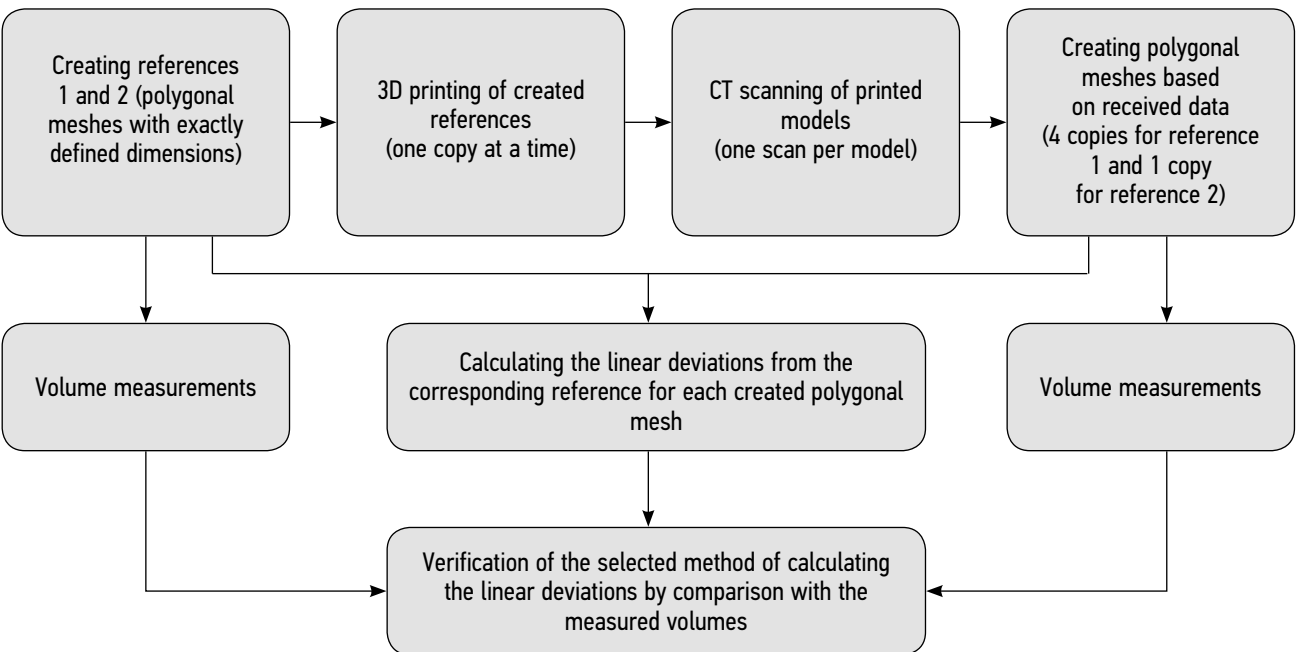 Creating references
1 and 2 (polygonal
meshes with exactly
defined dimensions)
3D printing of created
references
(one copy at a time)
CT scanning of printed
models
(one scan per model)
Creating polygonal
meshes based
on received data
(4 copies for reference
1 and 1 copy
for reference 2)
Volume measurements
Calculating the linear deviations from the
corresponding reference for each created polygonal
mesh
Volume measurements
Verification of the selected method of calculating
the linear deviations by comparison with the
measured volumes